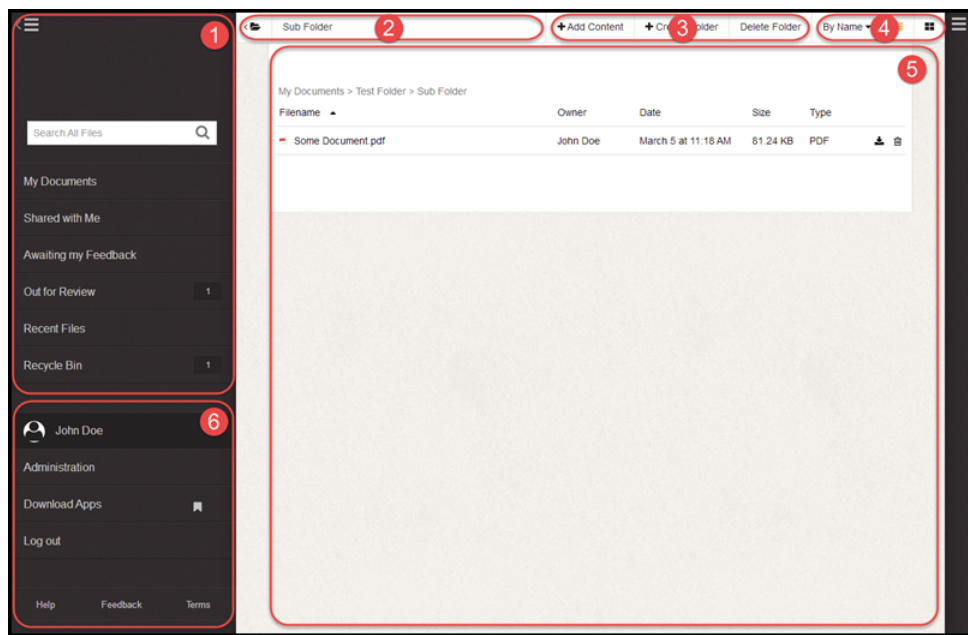 1
Search All Files
My Documents
Shared with Me
Awaiting my Feedback
Out for Review 1
Recent Files
Recycle Bin 1
6
John Doe
Administration
Download Apps
Log out
Help Feedback Terms
Sub Folder 2 Add Content 3 Delete Folder By Name 4
5
My Documents > Test Folder > Sub Folder
Filename Owner Date Size Type
Some Document.pdf John Doe March 5 at 11:18 AM 81.24 KB PDF